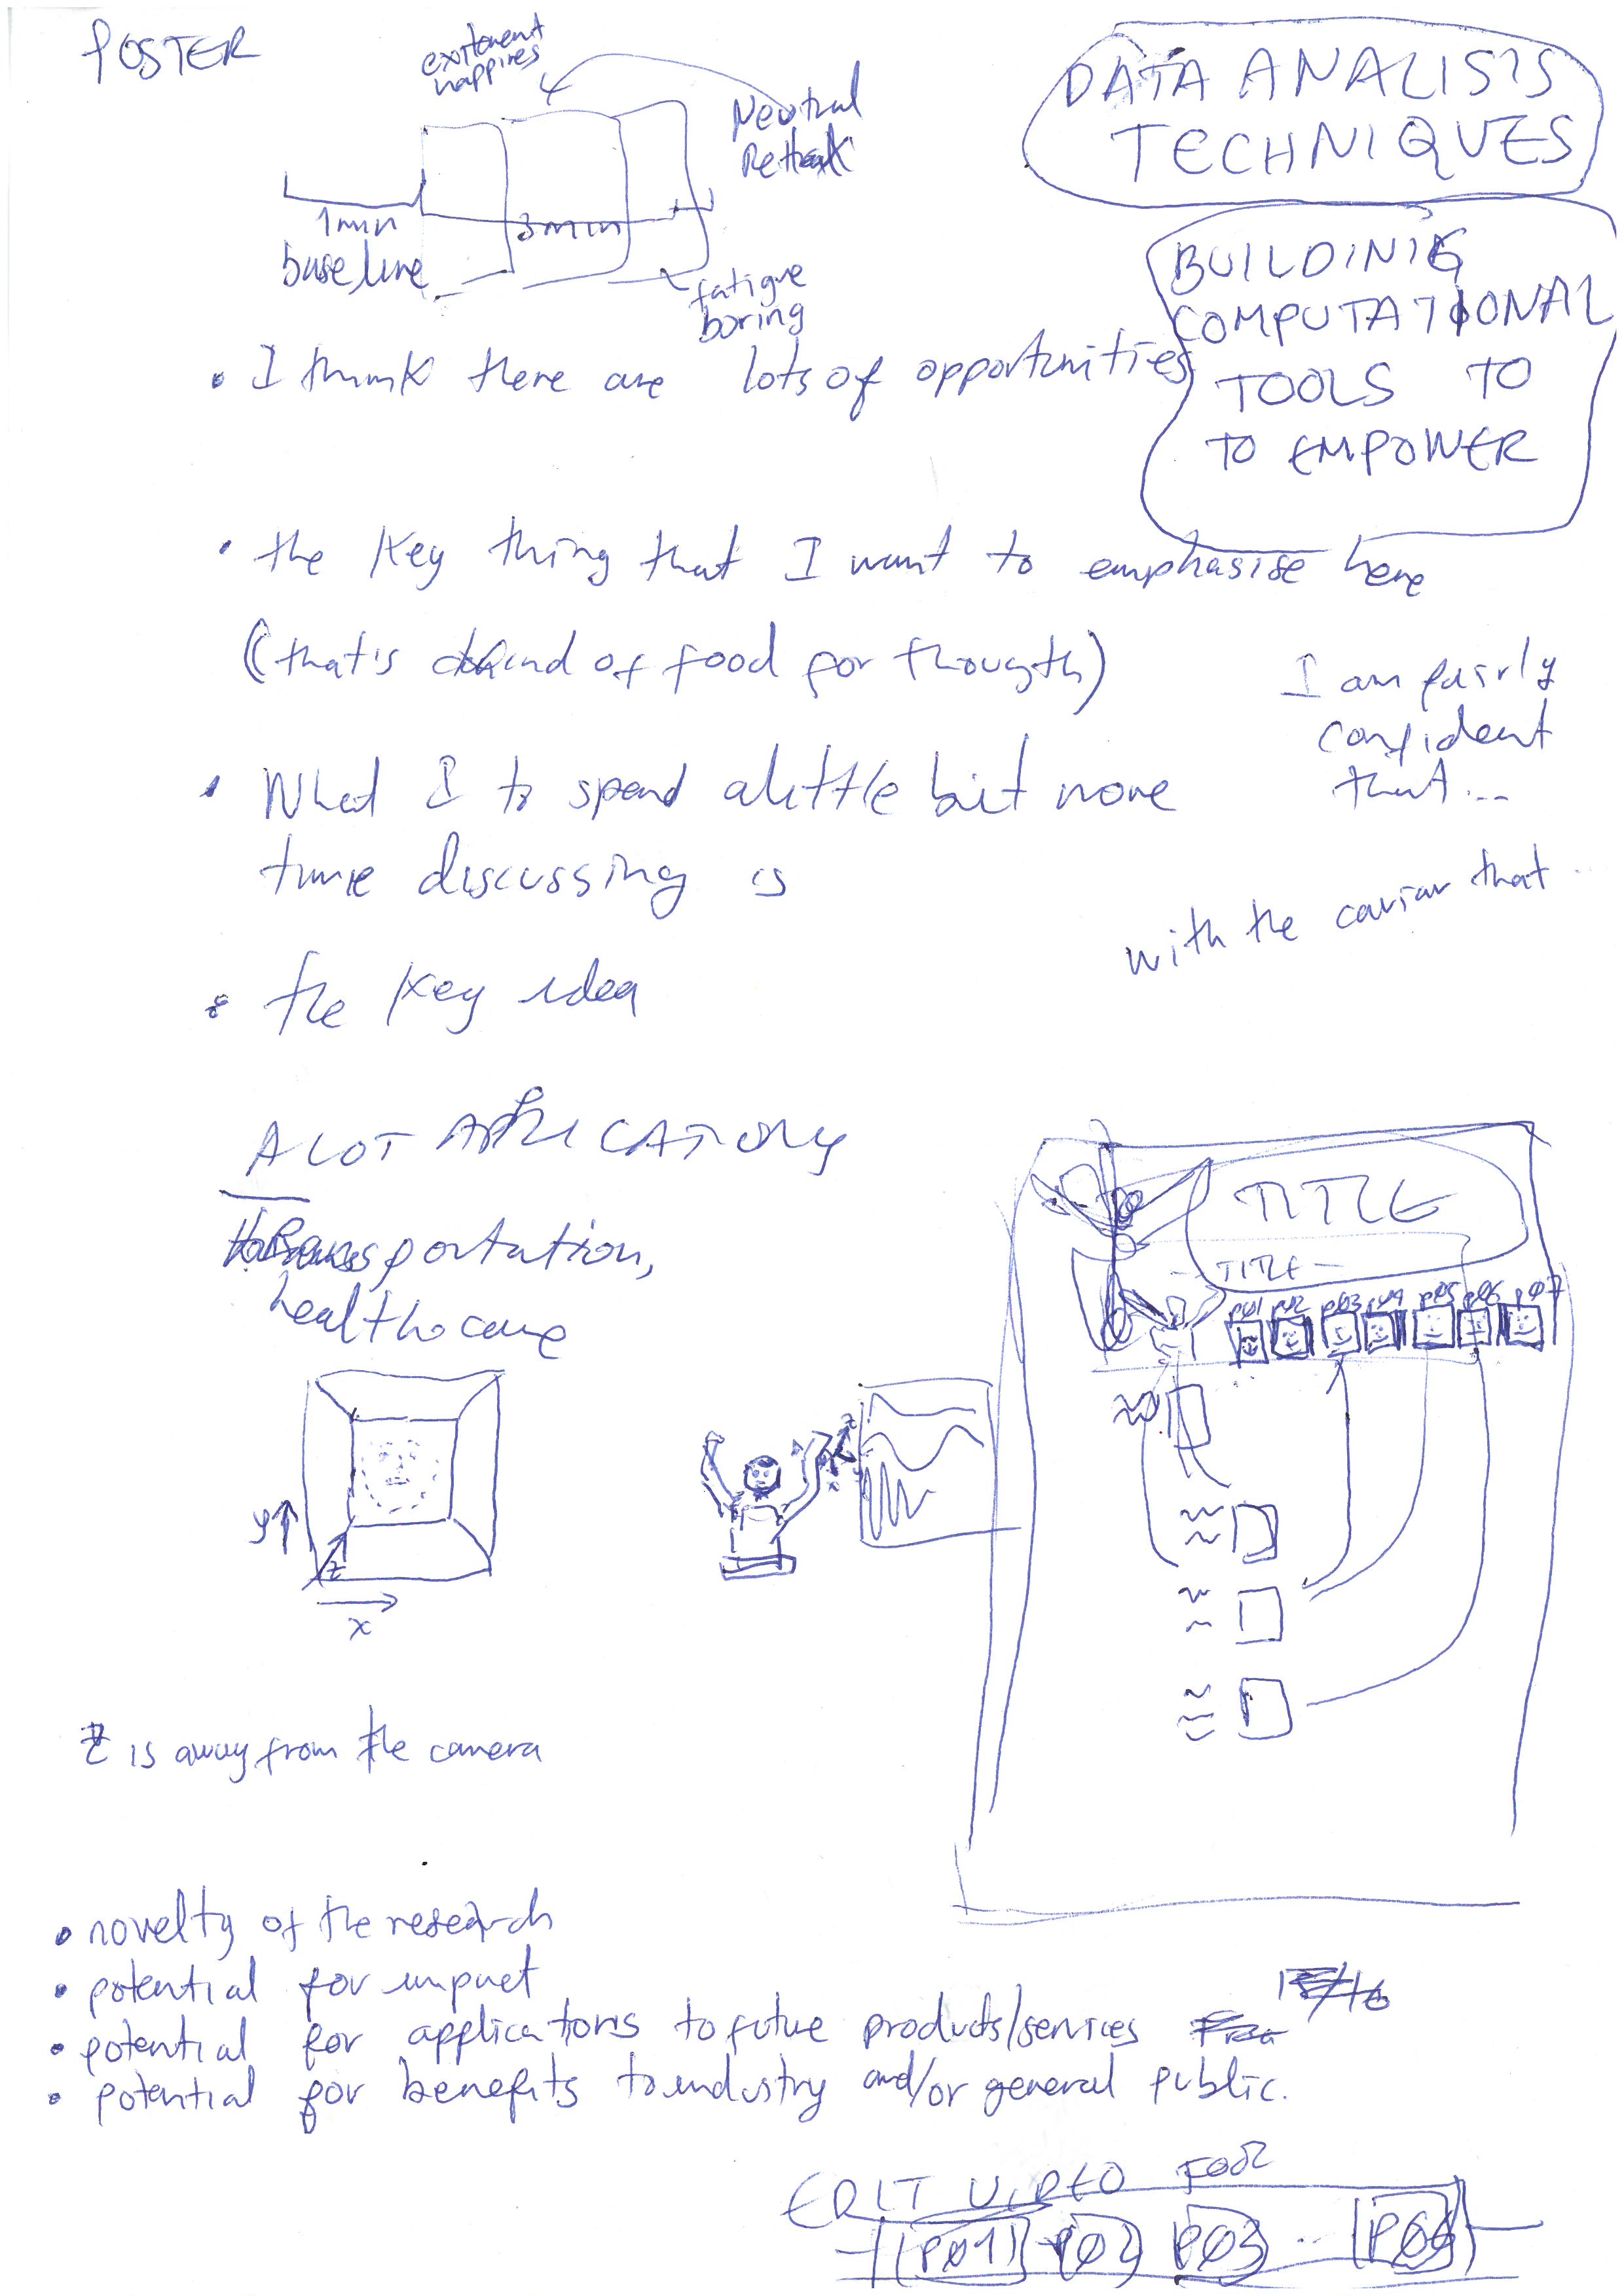 POSTER
exitement
happines
Neutral
1min
baseline
3min
fatigue
boring
DATA ANALISIS
TECHNIQUES
BUILDINIG
COMPUTATIONAL
TOOLS TO
TO EMPOWER
• I think there are lots of opportunities
• the key thing that I want to emphasise here
(that's kind of food for thougth)
I am fairly
confident
that...
• What I to spend a little bit more
time discussing is
with the caviar that...
• the key idea
A LOT APPLICATIONS
transportation,
healthcare
TITLE
- TITLE -
P01 P02 P03 P04 P05 P06 P07
y
z
x
z
x
z is away from the camera
• novelty of the research
• potential for impact
• potential for applications to future products/services
15/16
• potential for benefits to industry and/or general public.
EDIT VIDEO FOR
P01 P02 P03 .. P06